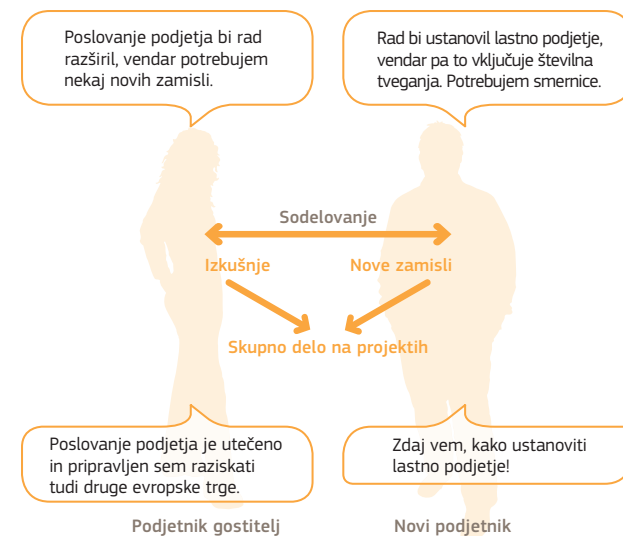 Poslovanje podjetja bi rad
razširil, vendar potrebujem
nekaj novih zamisli.
Rad bi ustanovil lastno podjetje,
vendar pa to vključuje številna
tveganja. Potrebujem smernice.
Sodelovanje
Izkušnje
Nove zamisli
Skupno delo na projektih
Poslovanje podjetja je utečeno
in pripravljen sem raziskati
tudi druge evropske trge.
Zdaj vem, kako ustanoviti
lastno podjetje!
Podjetnik gostitelj
Novi podjetnik